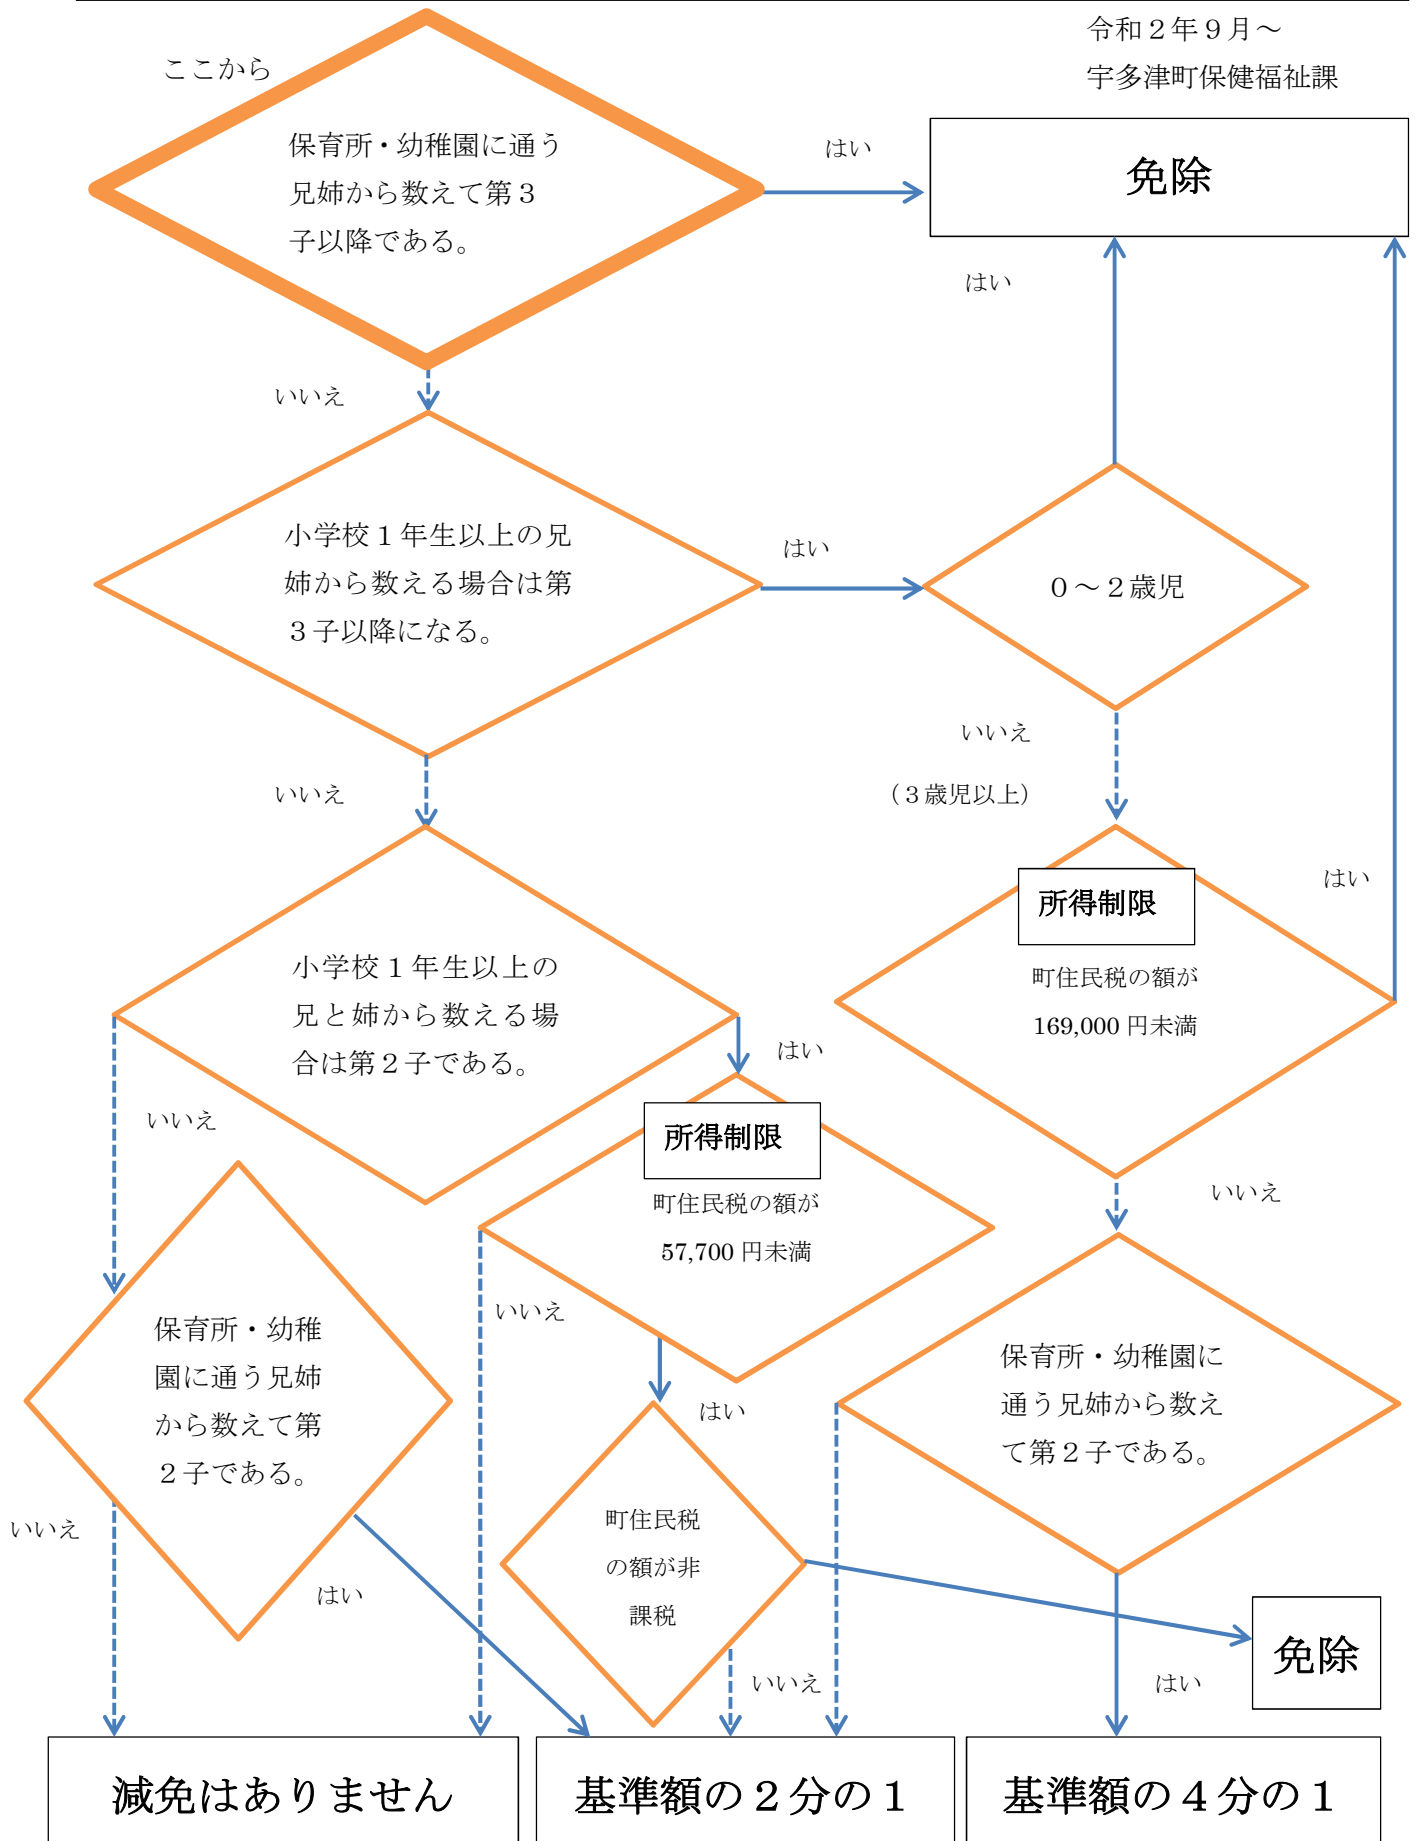 令和２年９月～
宇多津町保健福祉課
ここから
保育所・幼稚園に通う
兄姉から数えて第３
子以降である。
はい
免除
はい
いいえ
小学校１年生以上の兄
姉から数える場合は第
３子以降になる。
はい
０～２歳児
いいえ
（３歳児以上）
いいえ
所得制限
町住民税の額が
169,000 円未満
はい
小学校１年生以上の
兄と姉から数える場
合は第２子である。
はい
いいえ
所得制限
町住民税の額が
57,700 円未満
いいえ
いいえ
はい
保育所・幼稚
園に通う兄姉
から数えて第
２子である。
保育所・幼稚園に
通う兄姉から数え
て第２子である。
町住民税
の額が非
課税
いいえ
はい
いいえ
はい
免除
減免はありません
基準額の２分の１
基準額の４分の１